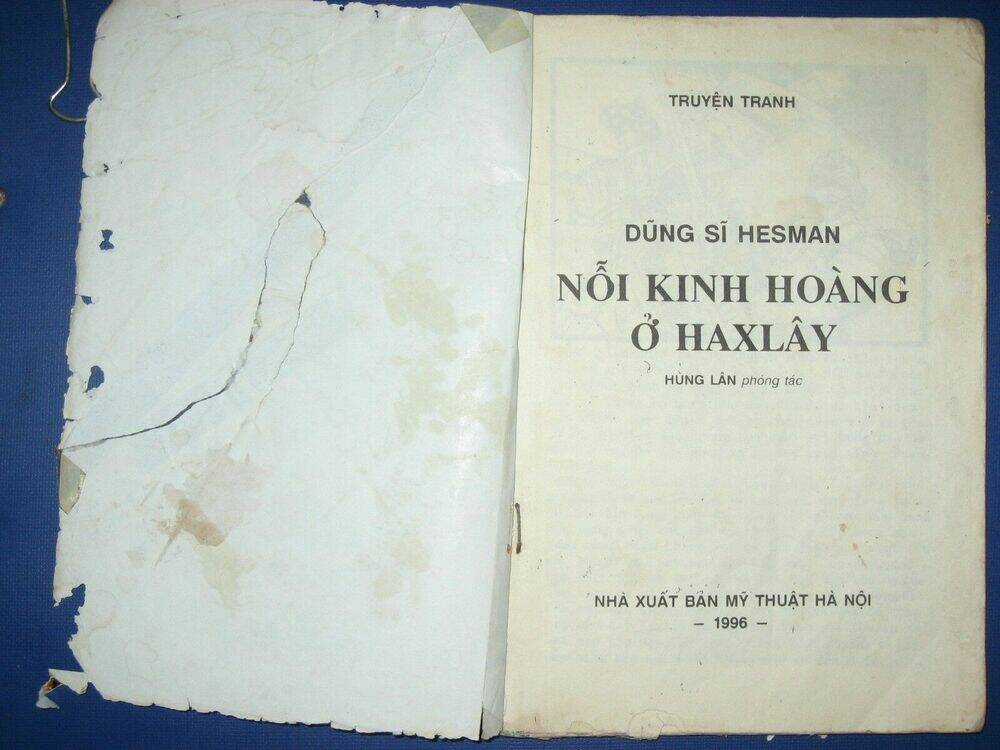 TRUYỆN TRANH
DŨNG SĨ HESMAN
NỖI KINH HOÀNG
Ở HAXLÂY
HÙNG LÂN phóng tác
NHÀ XUẤT BẢN MỸ THUẬT HÀ NỘI
– 1996 –